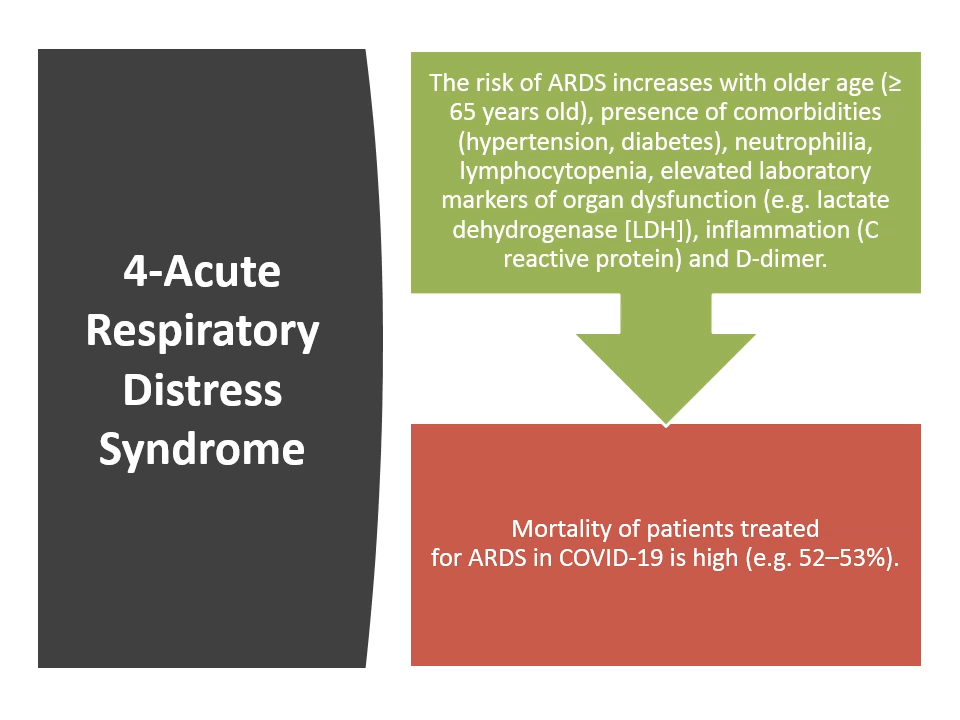 4-Acute
Respiratory
Distress
Syndrome
The risk of ARDS increases with older age (≥
65 years old), presence of comorbidities
(hypertension, diabetes), neutrophilia,
lymphocytopenia, elevated laboratory
markers of organ dysfunction (e.g. lactate
dehydrogenase [LDH]), inflammation (C
reactive protein) and D-dimer.
Mortality of patients treated
for ARDS in COVID-19 is high (e.g. 52–53%).